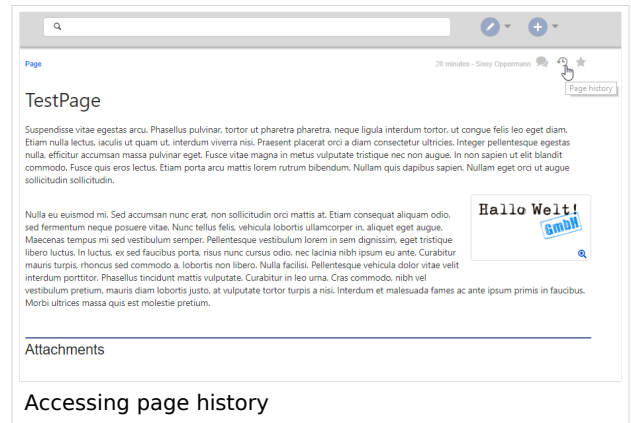 Page
20 minutes - Sissy Oppermann
Page history
TestPage
Suspendisse vitae egestas arcu. Phasellus pulvinar, tortor ut pharetra pharetra, neque ligula interdum tortor, ut congue felis leo eget diam.
Etiam nulla lectus, iaculis ut quam ut, interdum viverra nisi. Praesent placerat orci a diam consectetur ultricies. Integer pellentesque egestas
nulla, efficitur accumsan massa pulvinar eget. Fusce vitae magna in metus vulputate tristique nec non augue, In non sapien ut elit blandit
commodo. Fusce quis eros lectus. Etiam porta arcu mattis lorem rutrum bibendum. Nullam quis dapibus sapien. Nullam eget orci ut augue
sollicitudin sollicitudin.
Nulla eu euismod mi. Sed accumsan nunc erat, non sollicitudin orci mattis at. Etiam consequat aliquam odio,
sed fermentum neque posuere vitae. Nunc tellus felis, vehicula lobortis ullamcorper in, aliquet eget augue.
Maecenas tempus mi sed vestibulum semper. Pellentesque vestibulum lorem in sem dignissim, eget tristique
libero luctus. In luctus, ex sed faucibus porta, risus nunc cursus odio, nec lacinia nibh ipsum eu ante. Curabitur
mauris turpis, rhoncus sed commodo a, lobortis non libero. Nulla facilisi. Pellentesque vehicula dolor vitae velit
interdum porttitor. Phasellus tincidunt mattis vulputate. Curabitur in leo urna. Cras commodo, nibh vel
vestibulum pretium, mauris diam lobortis justo, at vulputate tortor turpis a nisi. Interdum et malesuada fames ac ante ipsum primis in faucibus.
Morbi ultrices massa quis est molestie pretium.
Hallo Welt!
GmbH
Attachments
Accessing page history